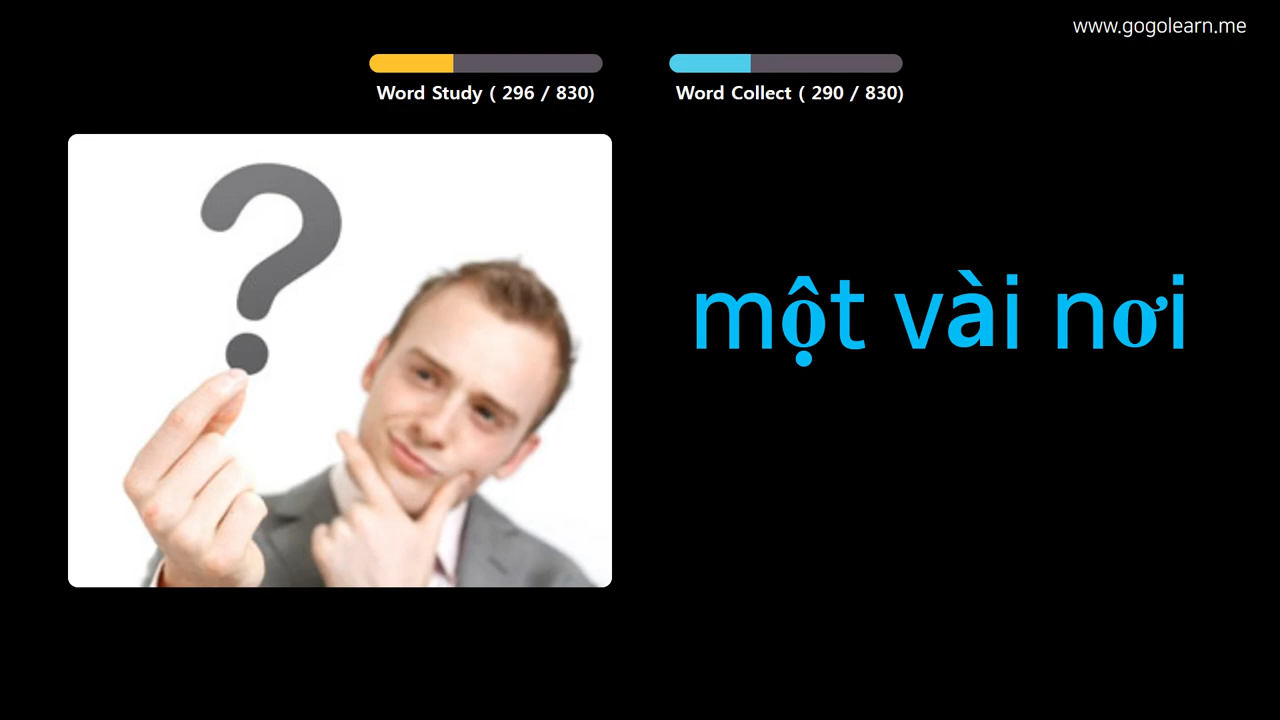 www.gogolearn.me
Word Study ( 296 / 830)
Word Collect ( 290 / 830)
?
một vài nơi